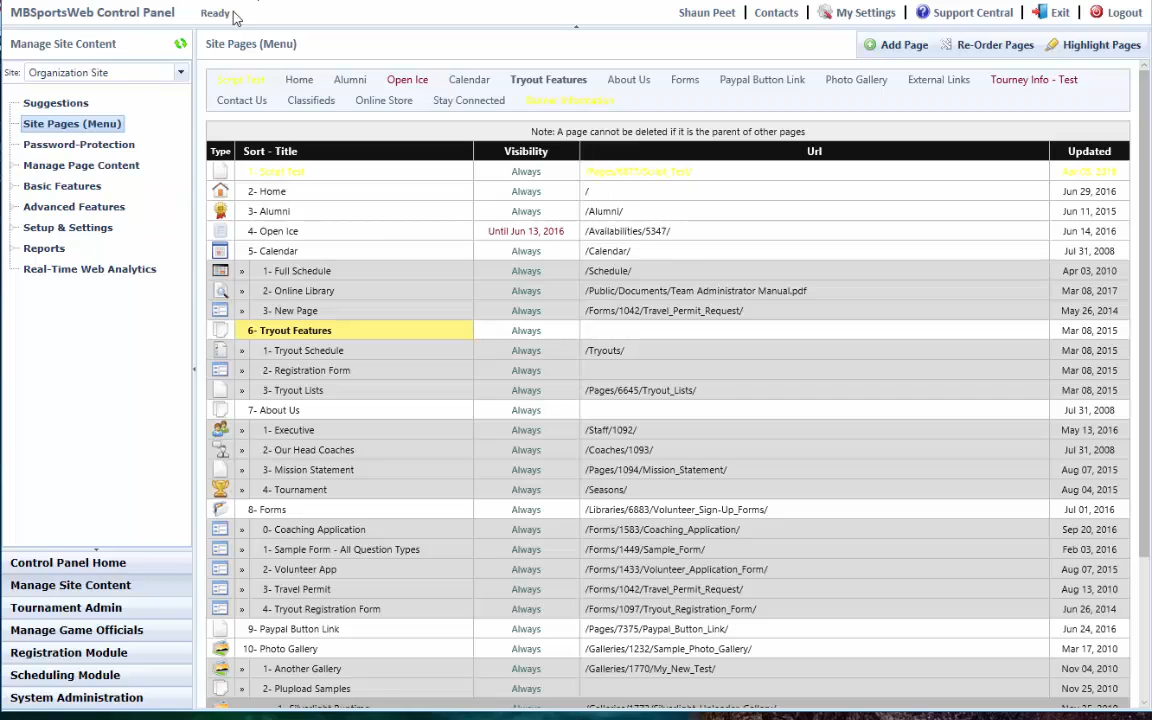 MBSportsWeb Control Panel Ready Shaun Peet | Contacts | My Settings | Support Central | Exit | Logout
Manage Site Content Site Pages (Menu) Add Page Re-Order Pages Highlight Pages
Site: Organization Site
Suggestions
Site Pages (Menu)
Password-Protection
Manage Page Content
Basic Features
Advanced Features
Setup & Settings
Reports
Real-Time Web Analytics
Control Panel Home
Manage Site Content
Tournament Admin
Manage Game Officials
Registration Module
Scheduling Module
System Administration
Script Test Home Alumni Open Ice Calendar Tryout Features About Us Forms Paypal Button Link Photo Gallery External Links Tourney Info - Test
Contact Us Classifieds Online Store Stay Connected Banner Information
Note: A page cannot be deleted if it is the parent of other pages
Type Sort - Title Visibility Url Updated
1- Script Test Always /Pages/6877/Script_Test/ Apr 05, 2016
2- Home Always / Jun 29, 2016
3- Alumni Always /Alumni/ Jun 11, 2015
4- Open Ice Until Jun 13, 2016 /Availabilities/5347/ Jun 14, 2016
5- Calendar Always /Calendar/ Jul 31, 2008
» 1- Full Schedule Always /Schedule/ Apr 03, 2010
» 2- Online Library Always /Public/Documents/Team Administrator Manual.pdf Mar 08, 2017
» 3- New Page Always /Forms/1042/Travel_Permit_Request/ May 26, 2014
6- Tryout Features Always Mar 08, 2015
» 1- Tryout Schedule Always /Tryouts/ Mar 08, 2015
» 2- Registration Form Always Mar 08, 2015
» 3- Tryout Lists Always /Pages/6645/Tryout_Lists/ Mar 08, 2015
7- About Us Always Jul 31, 2008
» 1- Executive Always /Staff/1092/ May 13, 2016
» 2- Our Head Coaches Always /Coaches/1093/ Jul 31, 2008
» 3- Mission Statement Always /Pages/1094/Mission_Statement/ Aug 07, 2015
» 4- Tournament Always /Seasons/ Aug 04, 2015
8- Forms Always /Libraries/6883/Volunteer_Sign-Up_Forms/ Jul 01, 2016
» 0- Coaching Application Always /Forms/1583/Coaching_Application/ Sep 20, 2016
» 1- Sample Form - All Question Types Always /Forms/1449/Sample_Form/ Feb 03, 2016
» 2- Volunteer App Always /Forms/1433/Volunteer_Application_Form/ Aug 07, 2015
» 3- Travel Permit Always /Forms/1042/Travel_Permit_Request/ Aug 13, 2010
» 4- Tryout Registration Form Always /Forms/1097/Tryout_Registration_Form/ Jun 26, 2014
9- Paypal Button Link Always /Pages/7375/Paypal_Button_Link/ Jun 24, 2016
10- Photo Gallery Always /Galleries/1232/Sample_Photo_Gallery/ Mar 17, 2010
» 1- Another Gallery Always /Galleries/1770/My_New_Test/ Nov 04, 2010
» 2- Plupload Samples Always Nov 25, 2010